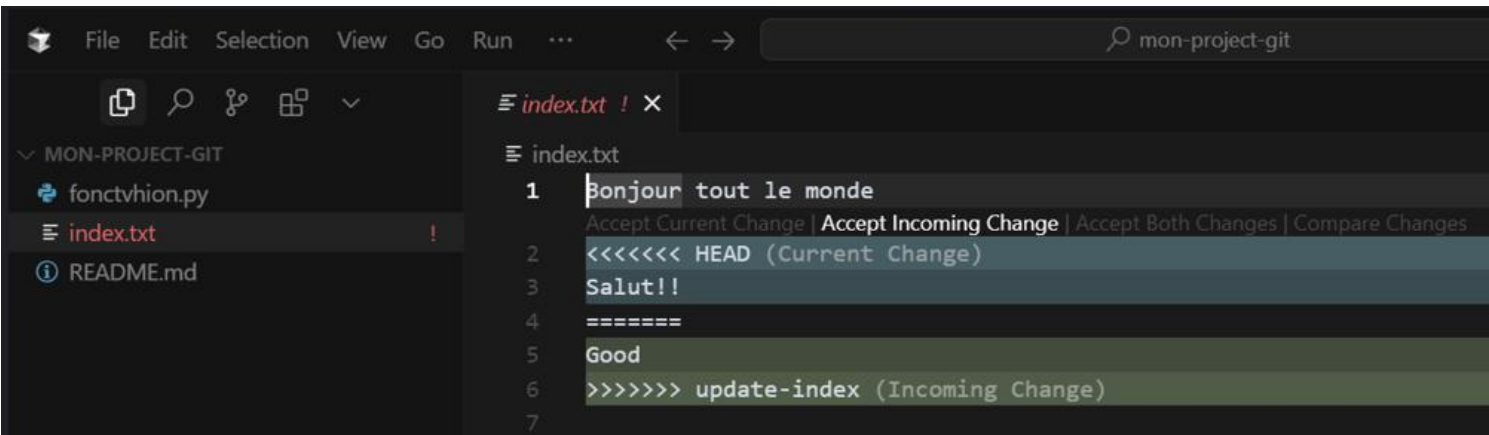 File Edit Selection View Go Run ··· ← → mon-project-git
index.txt ! ×
MON-PROJECT-GIT
fonctvhion.py
index.txt !
README.md
index.txt
1 Bonjour tout le monde
Accept Current Change | Accept Incoming Change | Accept Both Changes | Compare Changes
2 <<<<<<< HEAD (Current Change)
3 Salut!!
4 =======
5 Good
6 >>>>>>> update-index (Incoming Change)
7